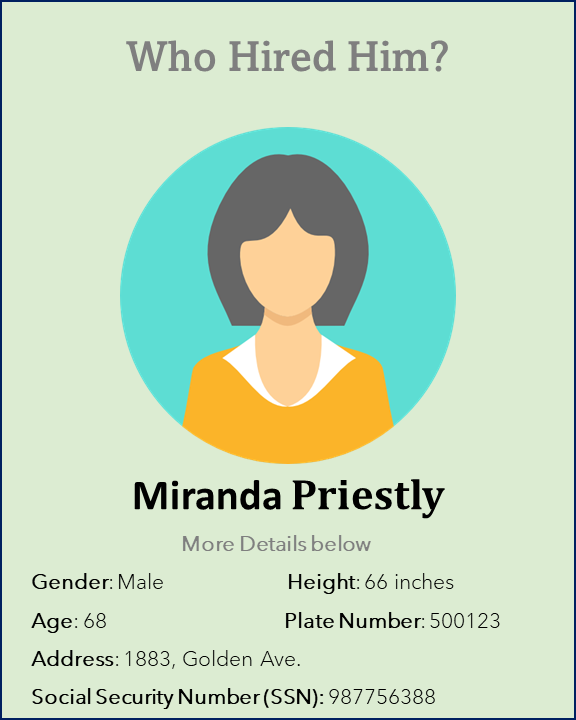 Who Hired Him?
Miranda Priestly
More Details below
Gender: Male Height: 66 inches
Age: 68 Plate Number: 500123
Address: 1883, Golden Ave.
Social Security Number (SSN): 987756388